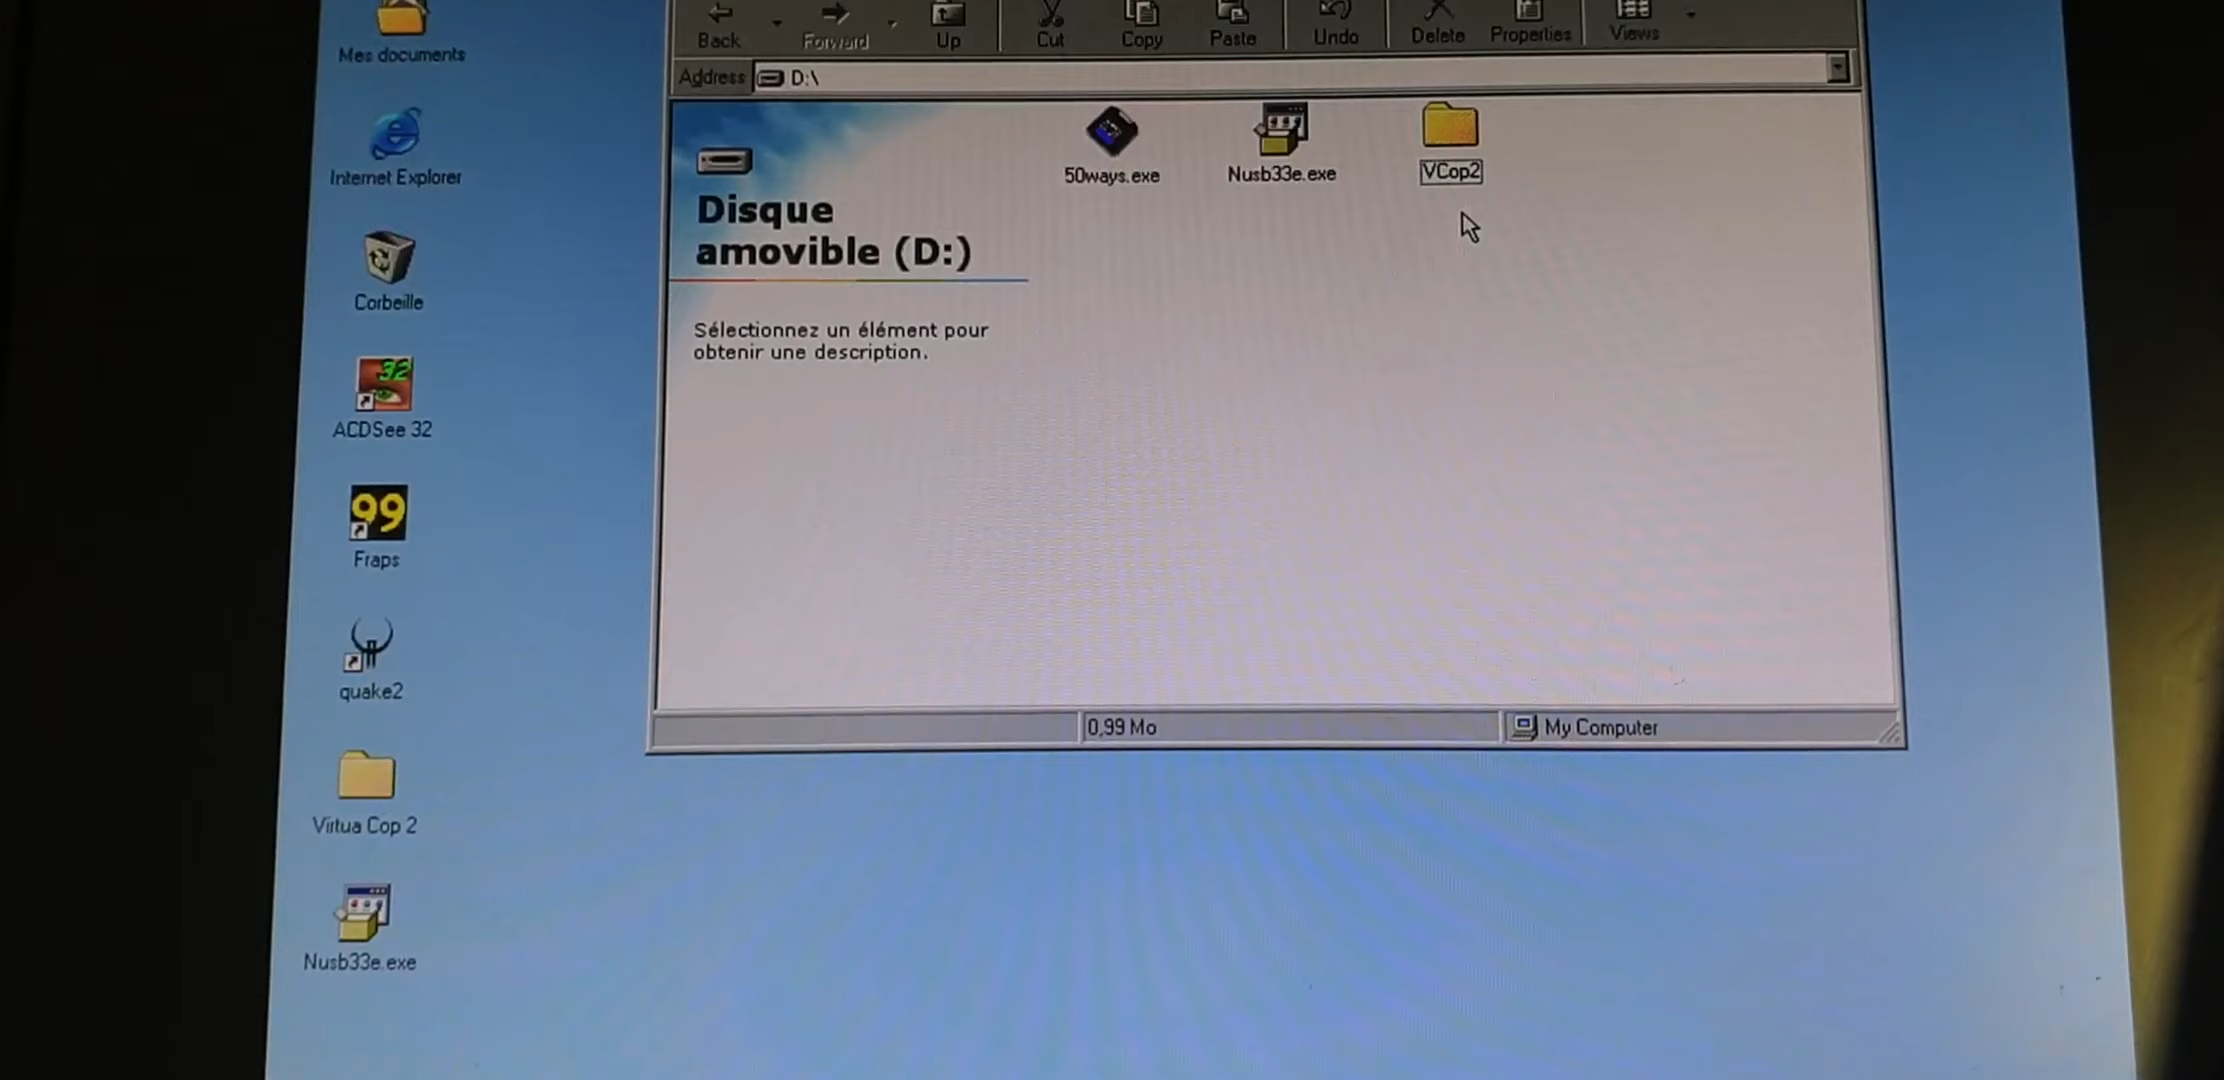 Mes documents
Internet Explorer
Corbeille
ACDSee 32
99
Fraps
quake2
Virtua Cop 2
Nusb33e.exe
Back Forward Up Cut Copy Paste Undo Delete Properties Views
Address D:\
50ways.exe Nusb33e.exe VCop2
Disque
amovible (D:)
Sélectionnez un élément pour
obtenir une description.
0,99 Mo My Computer